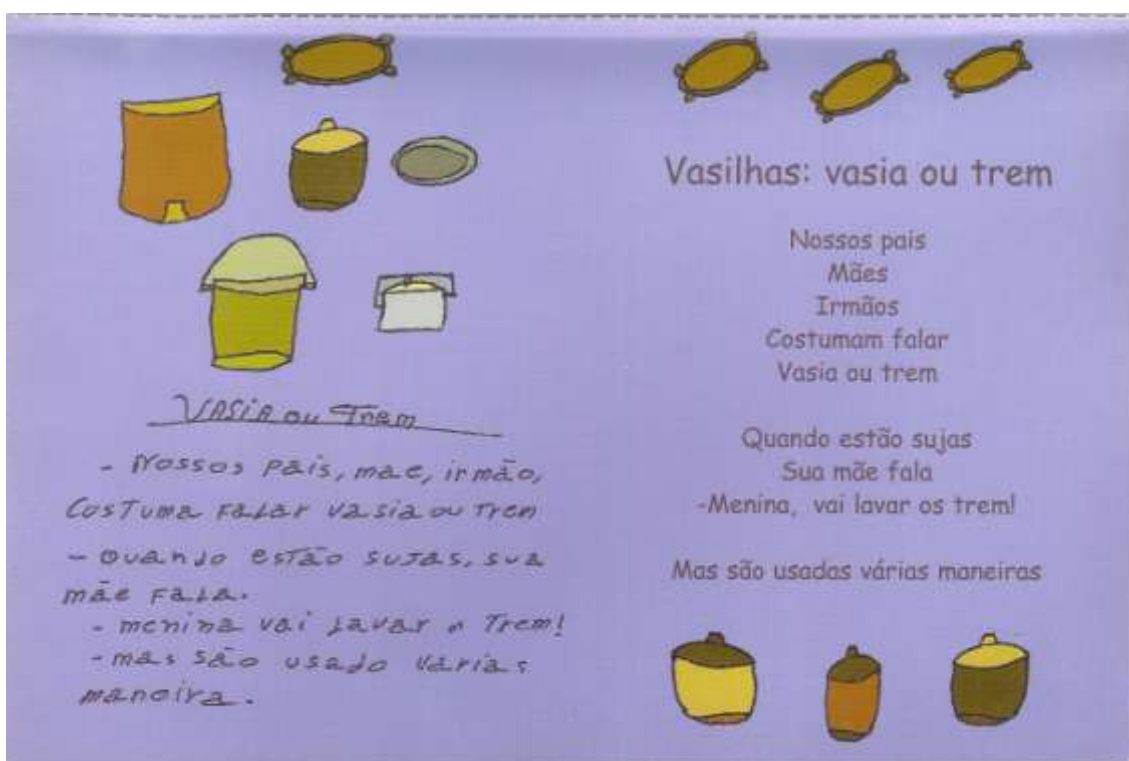 VASIA ou Trem
- Nossos pais, mae, irmão,
Costuma falar vasia ou trem
- Quando estão sujas, sua
mãe fala.
- menina vai lavar o Trem!
- mas são usado várias
maneira.
Vasilhas: vasia ou trem
Nossos pais
Mães
Irmãos
Costumam falar
Vasia ou trem
Quando estão sujas
Sua mãe fala
-Menina, vai lavar os trem!
Mas são usadas várias maneiras